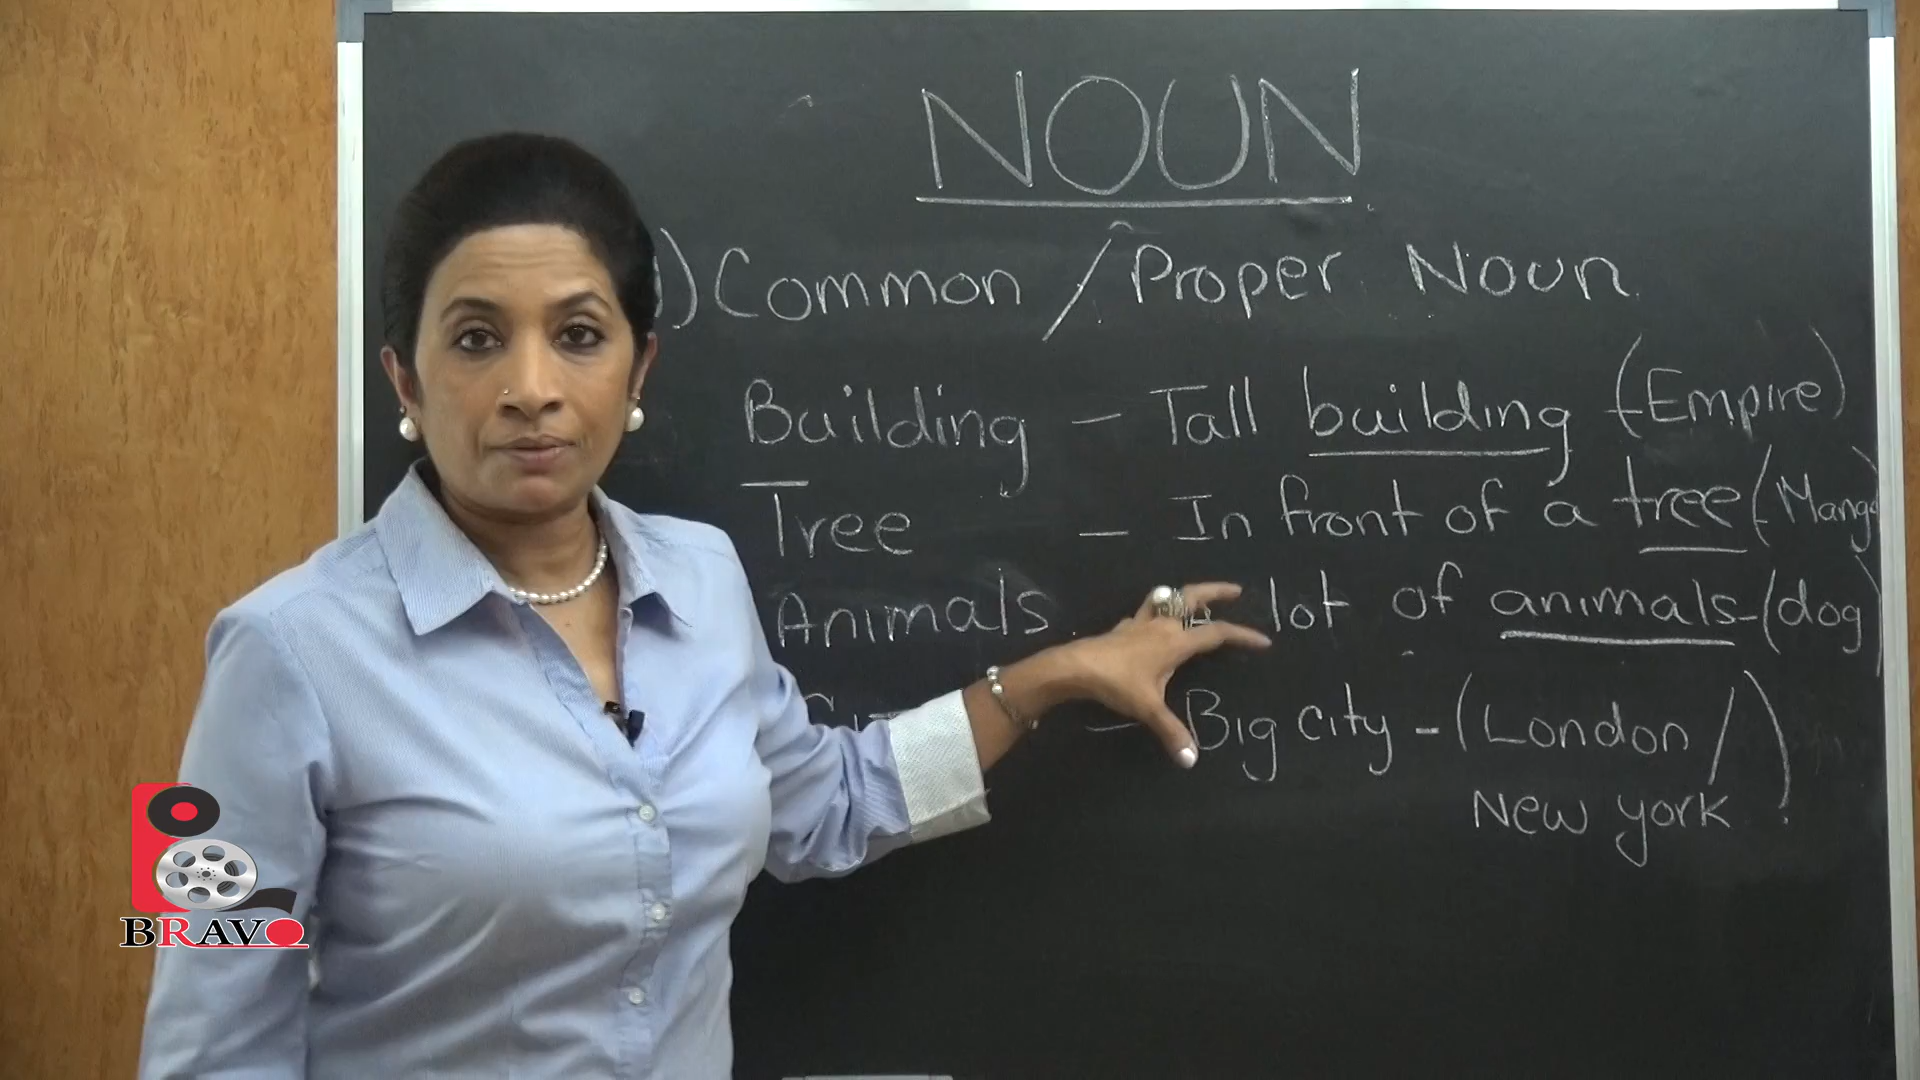 NOUN
1) Common / Proper Noun
Building - Tall building - (Empire)
Tree - In front of a tree - (Mango)
Animals - A lot of animals - (dog)
- Big city - (London /
New york )
BRAVO